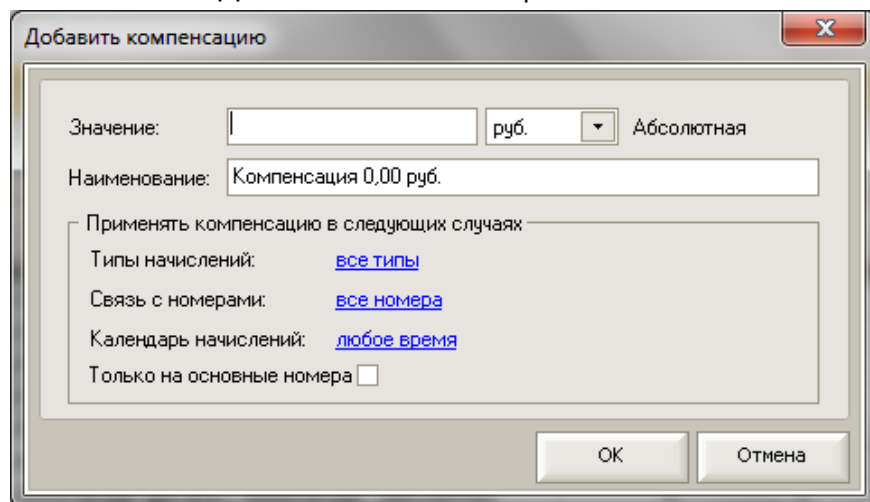 Добавить компенсацию
Значение: руб. Абсолютная
Наименование: Компенсация 0,00 руб.
Применять компенсацию в следующих случаях
Типы начислений: все типы
Связь с номерами: все номера
Календарь начислений: любое время
Только на основные номера
OK Отмена